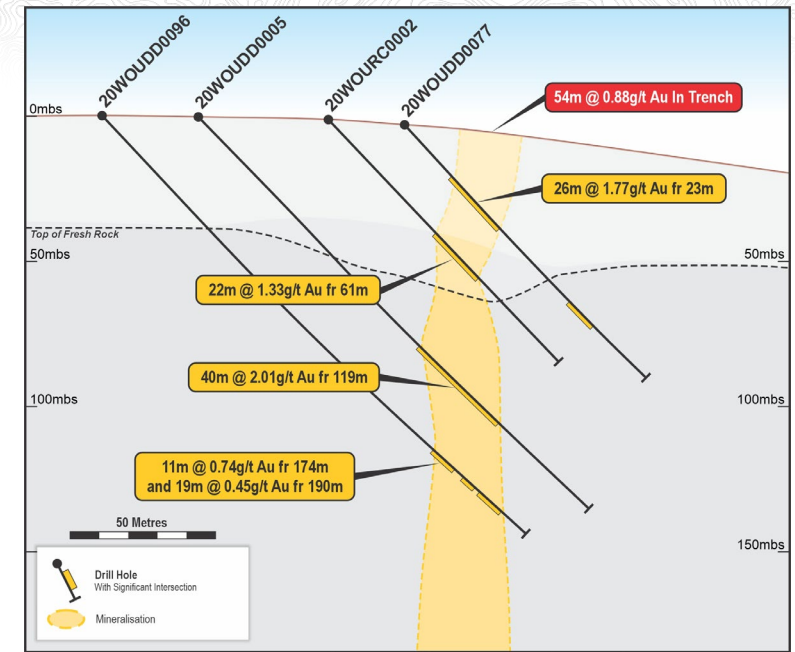 20WOUDD0096
20WOUDD0005
20WOURC0002
20WOUDD0077
54m @ 0.88g/t Au In Trench
0mbs
26m @ 1.77g/t Au fr 23m
Top of Fresh Rock
50mbs
50mbs
22m @ 1.33g/t Au fr 61m
40m @ 2.01g/t Au fr 119m
100mbs
100mbs
11m @ 0.74g/t Au fr 174m
and 19m @ 0.45g/t Au fr 190m
50 Metres
150mbs
Drill Hole
With Significant Intersection
Mineralisation